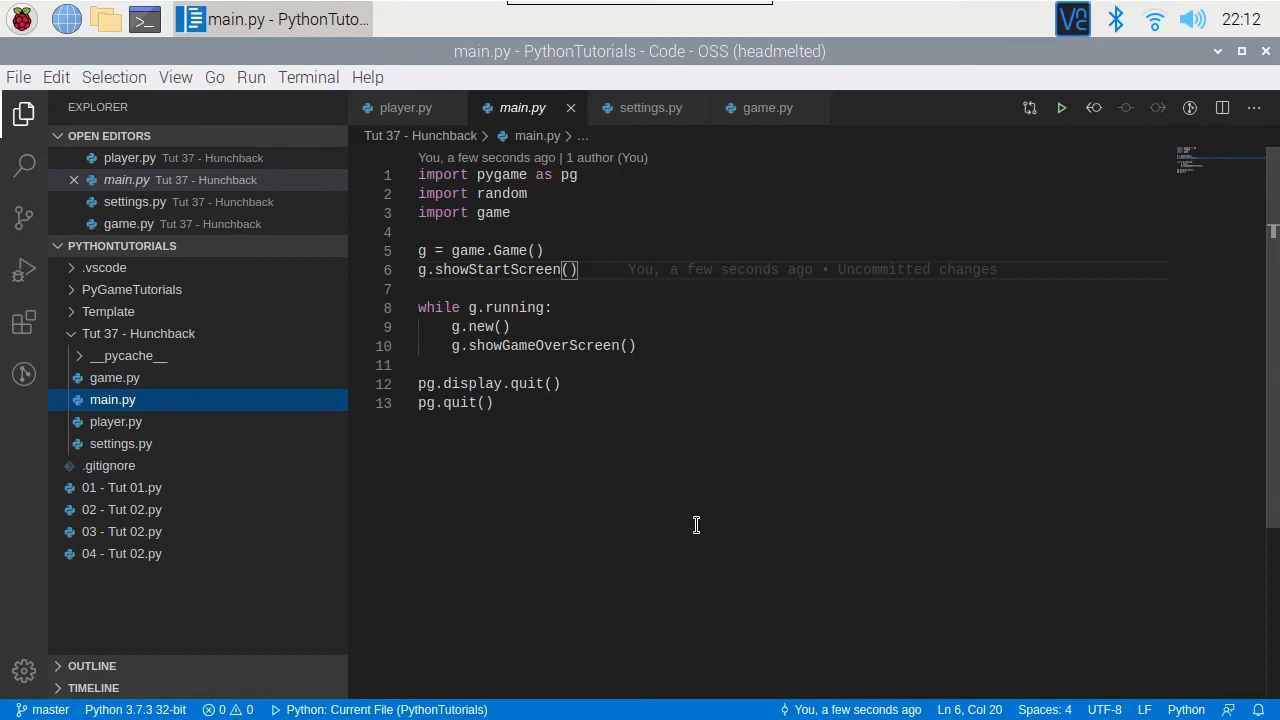 main.py - PythonTuto...
22:12
main.py - PythonTutorials - Code - OSS (headmelted)
File Edit Selection View Go Run Terminal Help
EXPLORER
OPEN EDITORS
player.py Tut 37 - Hunchback
main.py Tut 37 - Hunchback
settings.py Tut 37 - Hunchback
game.py Tut 37 - Hunchback
PYTHONTUTORIALS
.vscode
PyGameTutorials
Template
Tut 37 - Hunchback
__pycache__
game.py
main.py
player.py
settings.py
.gitignore
01 - Tut 01.py
02 - Tut 02.py
03 - Tut 02.py
04 - Tut 02.py
OUTLINE
TIMELINE
player.py main.py settings.py game.py
Tut 37 - Hunchback > main.py > ...
You, a few seconds ago | 1 author (You)
1 import pygame as pg
2 import random
3 import game
4
5 g = game.Game()
6 g.showStartScreen() You, a few seconds ago • Uncommitted changes
7
8 while g.running:
9 g.new()
10 g.showGameOverScreen()
11
12 pg.display.quit()
13 pg.quit()
master Python 3.7.3 32-bit 0 0 Python: Current File (PythonTutorials) You, a few seconds ago Ln 6, Col 20 Spaces: 4 UTF-8 LF Python